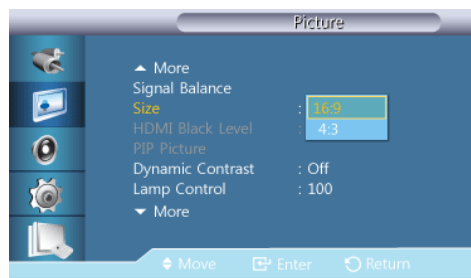 Picture
▲ More
Signal Balance
Size : 16:9
HDMI Black Level : 4:3
PIP Picture
Dynamic Contrast : Off
Lamp Control : 100
▼ More
Move Enter Return